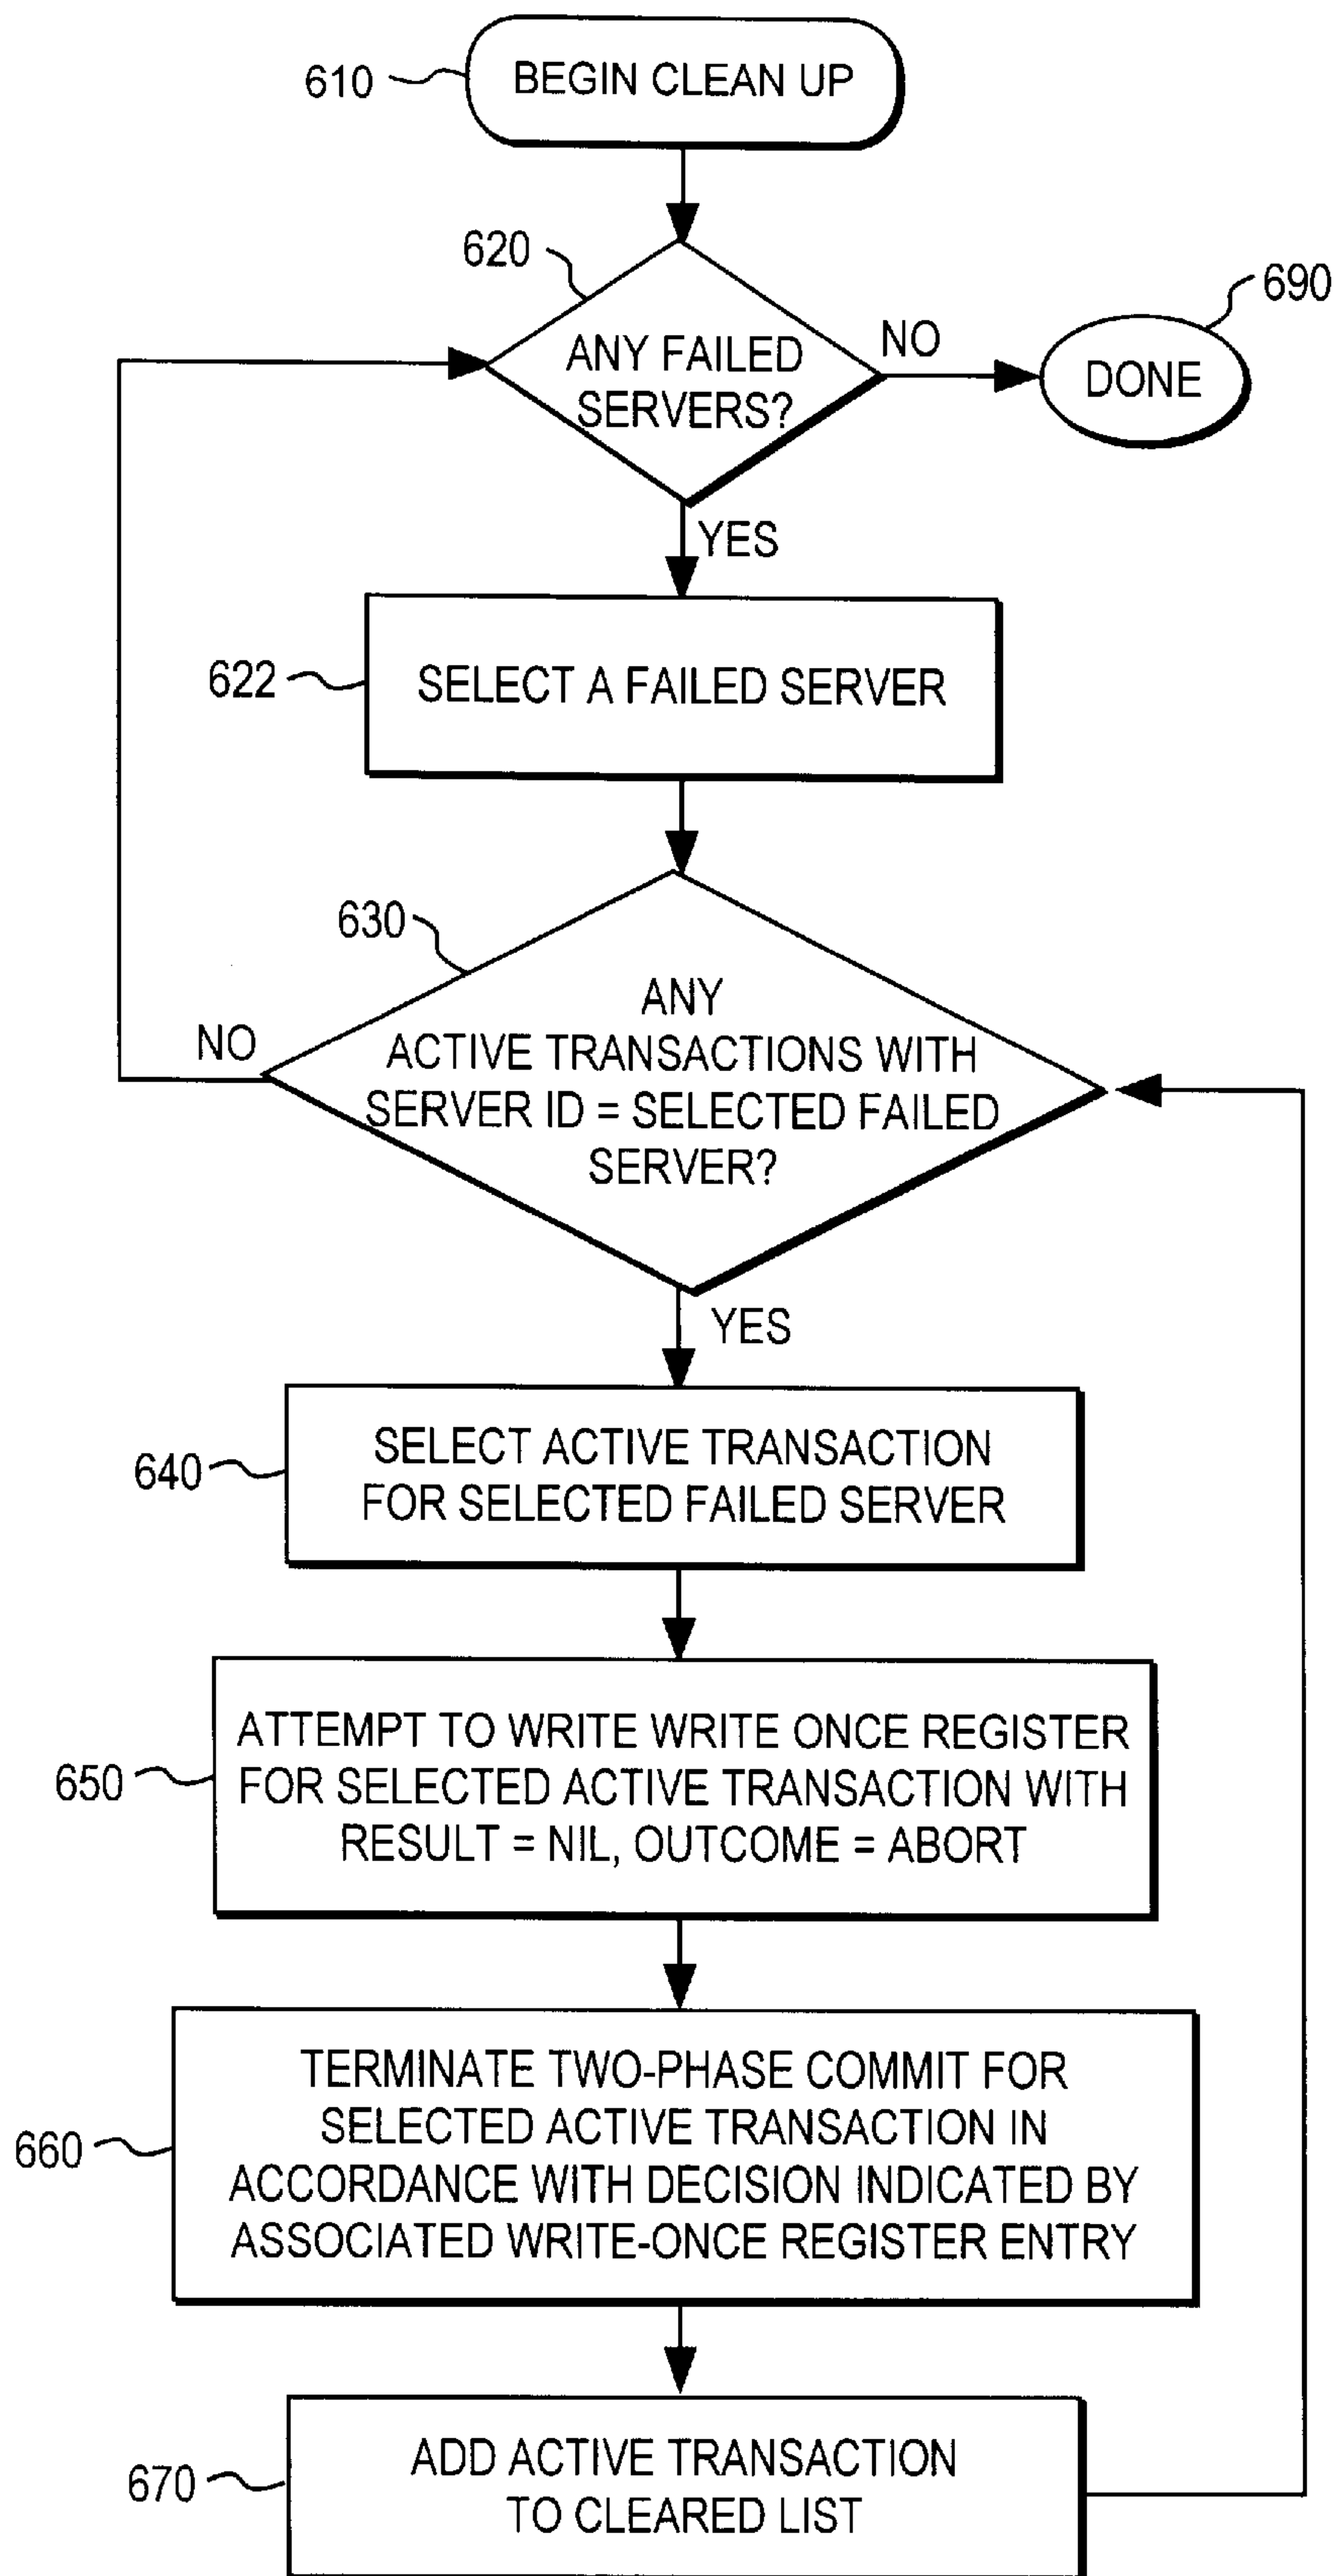 610
BEGIN CLEAN UP
620
690
ANY FAILED
SERVERS?
NO
DONE
YES
622
SELECT A FAILED SERVER
630
ANY
ACTIVE TRANSACTIONS WITH
SERVER ID = SELECTED FAILED
SERVER?
NO
YES
640
SELECT ACTIVE TRANSACTION
FOR SELECTED FAILED SERVER
650
ATTEMPT TO WRITE WRITE ONCE REGISTER
FOR SELECTED ACTIVE TRANSACTION WITH
RESULT = NIL, OUTCOME = ABORT
660
TERMINATE TWO-PHASE COMMIT FOR
SELECTED ACTIVE TRANSACTION IN
ACCORDANCE WITH DECISION INDICATED BY
ASSOCIATED WRITE-ONCE REGISTER ENTRY
670
ADD ACTIVE TRANSACTION
TO CLEARED LIST